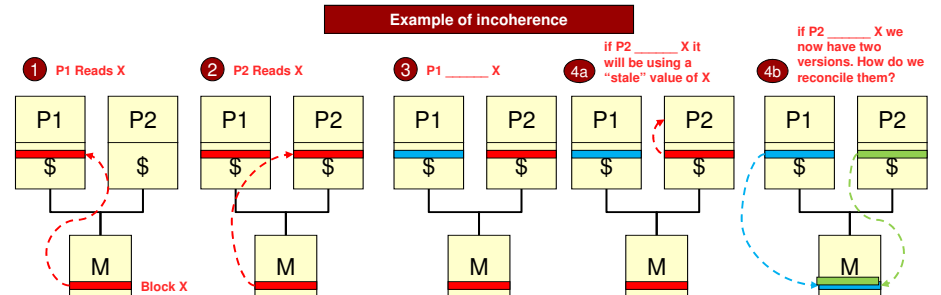 Example of incoherence
1 P1 Reads X
2 P2 Reads X
3 P1 ______ X
4a if P2 ______ X it
will be using a
“stale” value of X
4b if P2 ______ X we
now have two
versions. How do we
reconcile them?
P1 P2 P1 P2 P1 P2 P1 P2 P1 P2
$ $ $ $ $ $ $ $ $ $
M M M M M
Block X